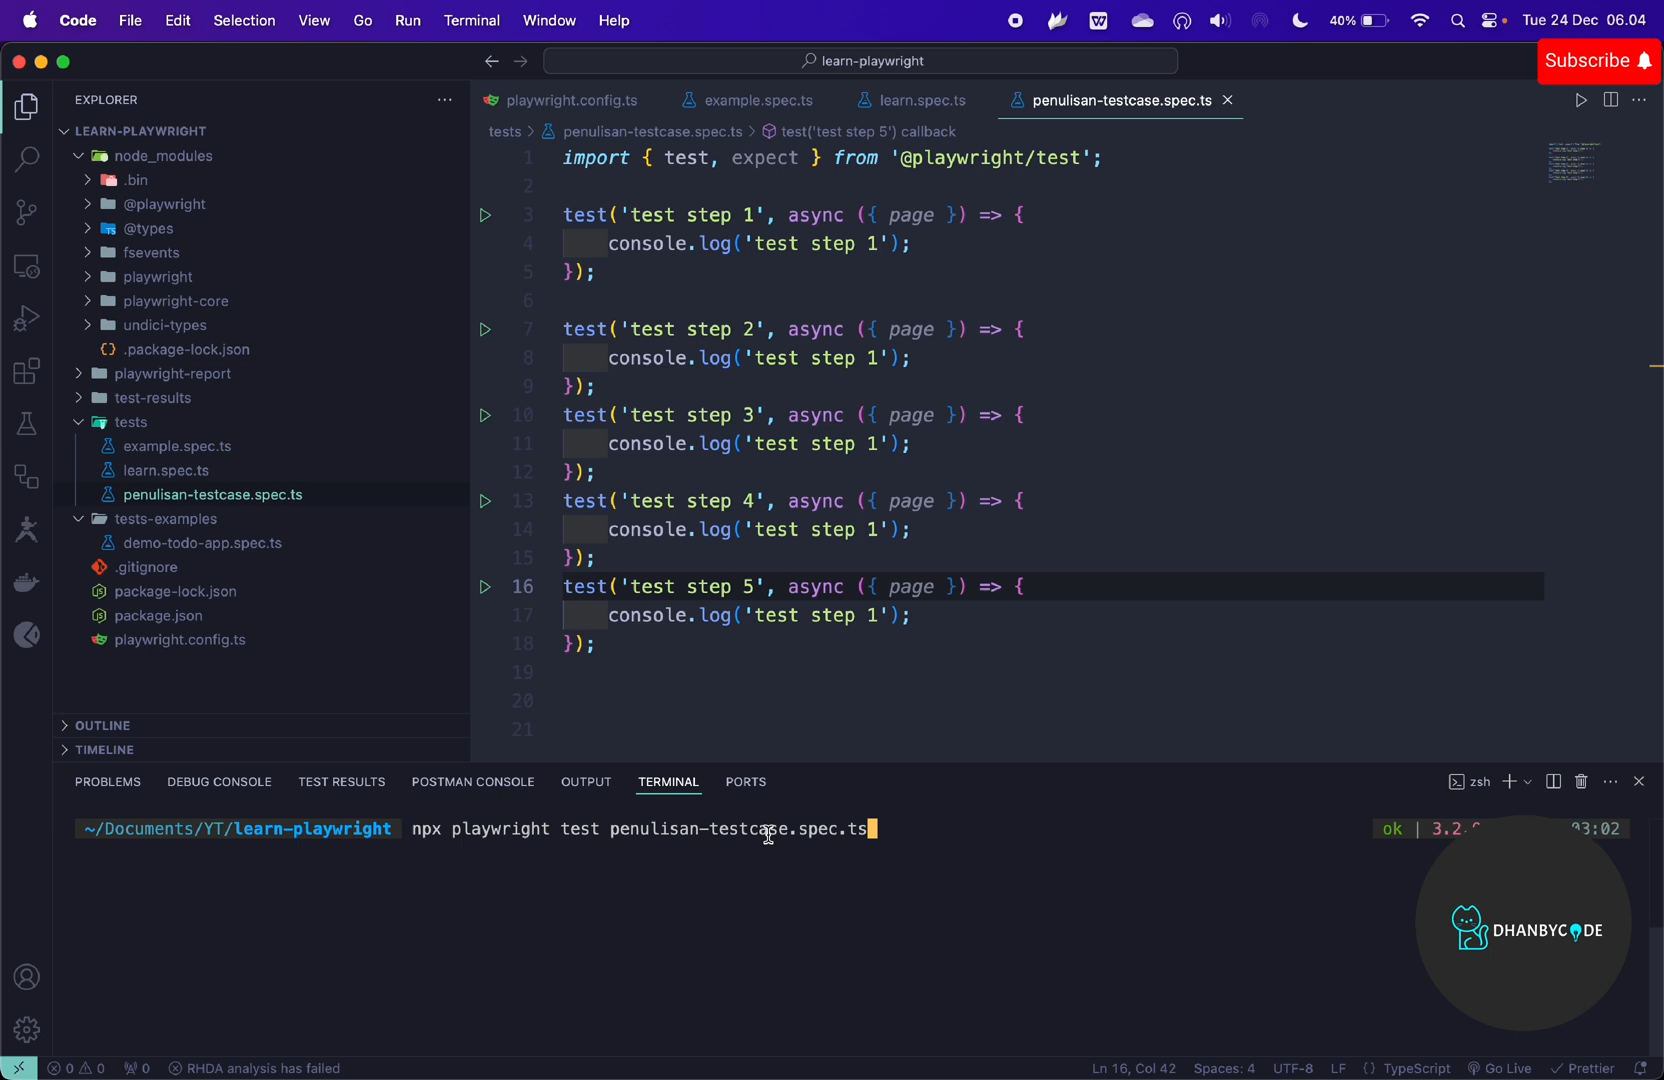 Code File Edit Selection View Go Run Terminal Window Help
40% Tue 24 Dec 06.04
learn-playwright
Subscribe
EXPLORER
LEARN-PLAYWRIGHT
node_modules
.bin
@playwright
@types
fsevents
playwright
playwright-core
undici-types
.package-lock.json
playwright-report
test-results
tests
example.spec.ts
learn.spec.ts
penulisan-testcase.spec.ts
tests-examples
demo-todo-app.spec.ts
.gitignore
package-lock.json
package.json
playwright.config.ts
OUTLINE
TIMELINE
playwright.config.ts example.spec.ts learn.spec.ts penulisan-testcase.spec.ts
tests > penulisan-testcase.spec.ts > test('test step 5') callback
1 import { test, expect } from '@playwright/test';
2
3 test('test step 1', async ({ page }) => {
4 console.log('test step 1');
5 });
6
7 test('test step 2', async ({ page }) => {
8 console.log('test step 1');
9 });
10 test('test step 3', async ({ page }) => {
11 console.log('test step 1');
12 });
13 test('test step 4', async ({ page }) => {
14 console.log('test step 1');
15 });
16 test('test step 5', async ({ page }) => {
17 console.log('test step 1');
18 });
19
20
21
PROBLEMS DEBUG CONSOLE TEST RESULTS POSTMAN CONSOLE OUTPUT TERMINAL PORTS
zsh
~/Documents/YT/learn-playwright npx playwright test penulisan-testcase.spec.ts
ok | 3.2
DHANBYCODE
0 0 0 RHDA analysis has failed
Ln 16, Col 42 Spaces: 4 UTF-8 LF {} TypeScript Go Live Prettier